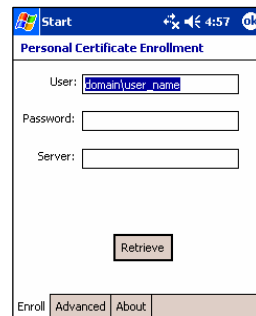 Start 4:57 ok
Personal Certificate Enrollment
User: domain\user_name
Password:
Server:
Retrieve
Enroll Advanced About